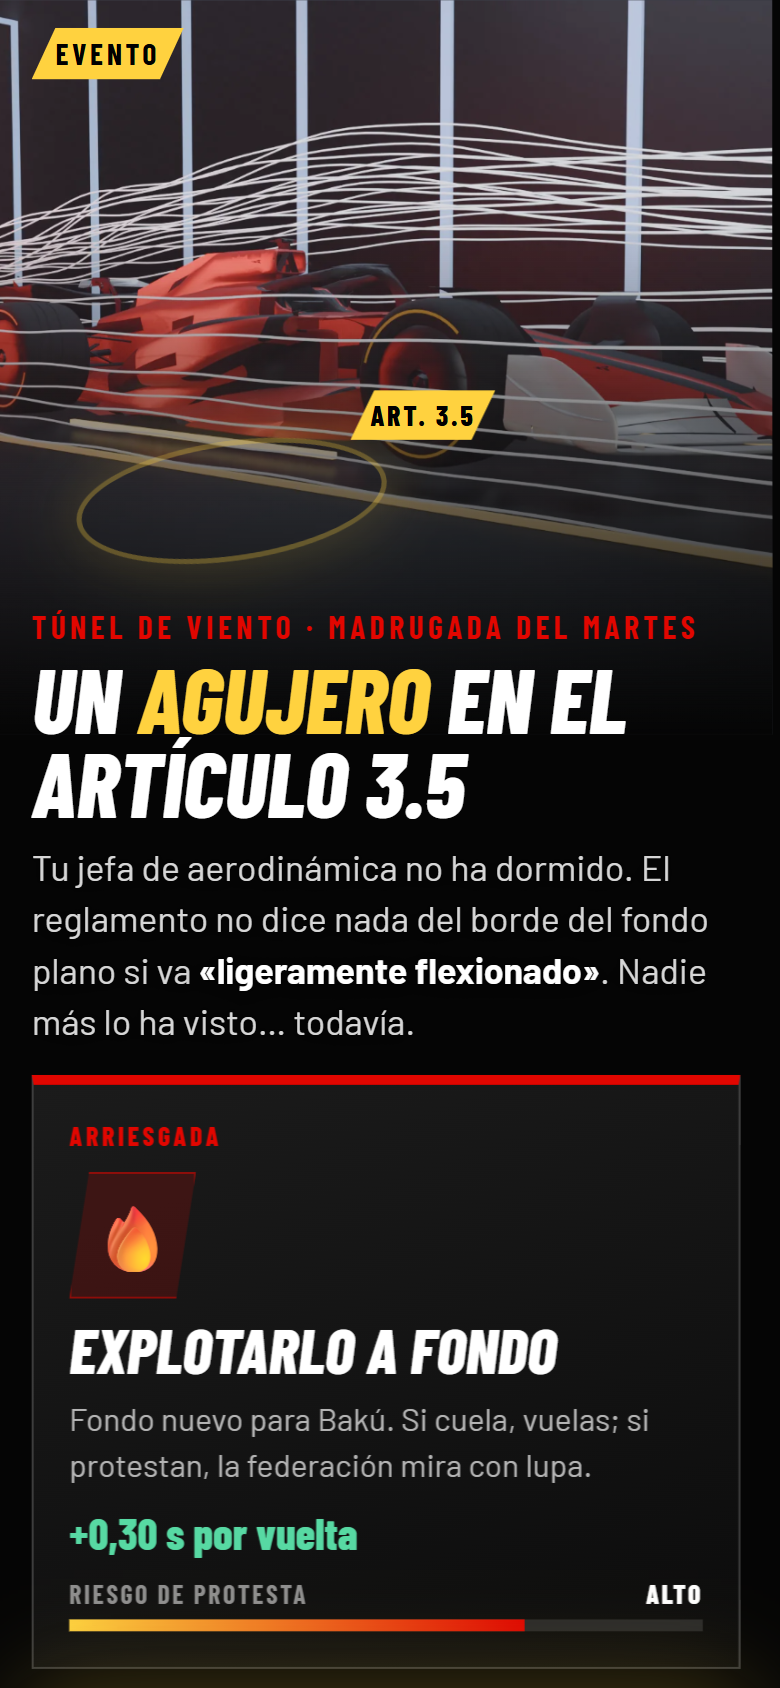 EVENTO
ART. 3.5
TÚNEL DE VIENTO · MADRUGADA DEL MARTES
UN AGUJERO EN EL
ARTÍCULO 3.5
Tu jefa de aerodinámica no ha dormido. El
reglamento no dice nada del borde del fondo
plano si va «ligeramente flexionado». Nadie
más lo ha visto... todavía.
ARRIESGADA
EXPLOTARLO A FONDO
Fondo nuevo para Bakú. Si cuela, vuelas; si
protestan, la federación mira con lupa.
+0,30 s por vuelta
RIESGO DE PROTESTA ALTO